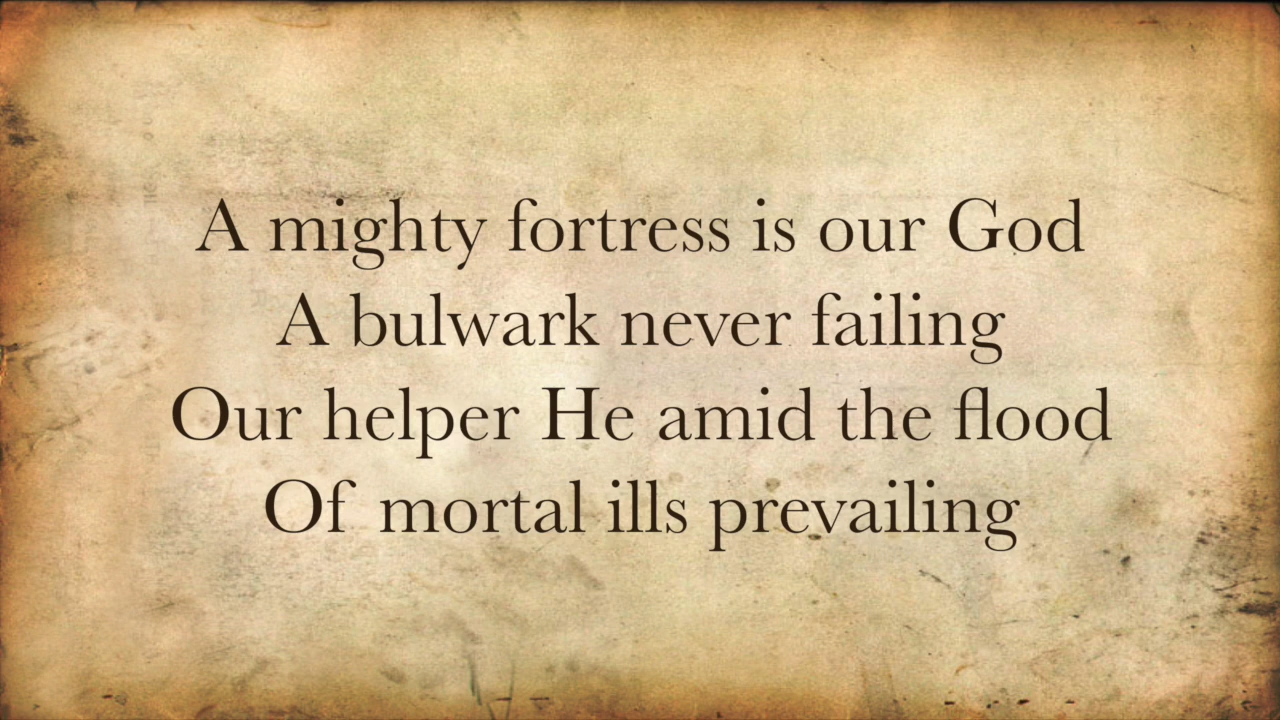 A mighty fortress is our God
A bulwark never failing
Our helper He amid the flood
Of mortal ills prevailing